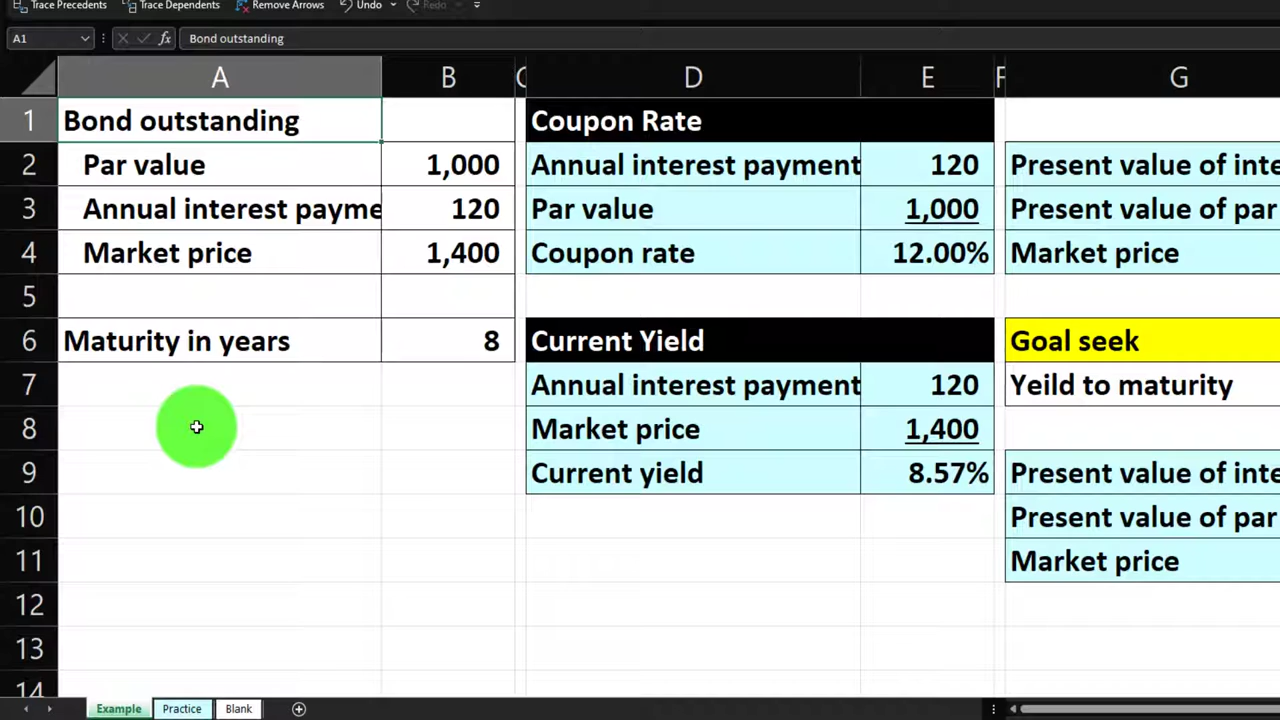 Trace Precedents Trace Dependents Remove Arrows Undo Redo
A1 fx Bond outstanding
A B C D E F G
1 Bond outstanding Coupon Rate
2 Par value 1,000 Annual interest payment 120 Present value of inte
3 Annual interest payme 120 Par value 1,000 Present value of par
4 Market price 1,400 Coupon rate 12.00% Market price
5
6 Maturity in years 8 Current Yield Goal seek
7 Annual interest payment 120 Yeild to maturity
8 Market price 1,400
9 Current yield 8.57% Present value of inte
10 Present value of par
11 Market price
12
13
14
Example Practice Blank